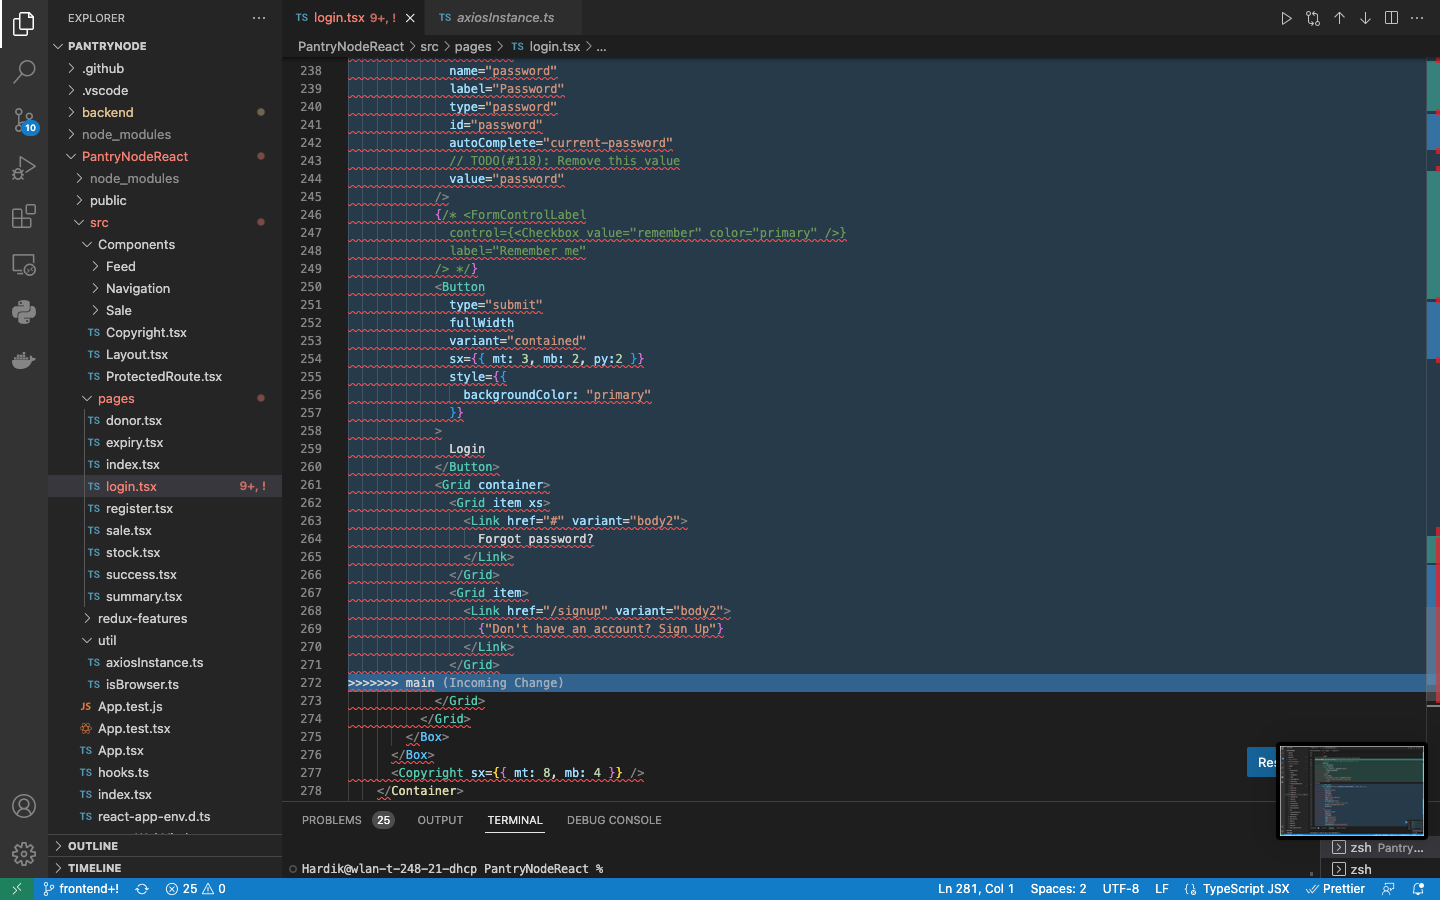 EXPLORER
PANTRYNODE
.github
.vscode
backend
node_modules
PantryNodeReact
node_modules
public
src
Components
Feed
Navigation
Sale
TS Copyright.tsx
TS Layout.tsx
TS ProtectedRoute.tsx
pages
TS donor.tsx
TS expiry.tsx
TS index.tsx
TS login.tsx 9+, !
TS register.tsx
TS sale.tsx
TS stock.tsx
TS success.tsx
TS summary.tsx
redux-features
util
TS axiosInstance.ts
TS isBrowser.ts
JS App.test.js
App.test.tsx
TS App.tsx
TS hooks.ts
TS index.tsx
TS react-app-env.d.ts
OUTLINE
TIMELINE
10
TS login.tsx 9+, !
TS axiosInstance.ts
PantryNodeReact > src > pages > TS login.tsx > ...
238 name="password"
239 label="Password"
240 type="password"
241 id="password"
242 autoComplete="current-password"
243 // TODO(#118): Remove this value
244 value="password"
245 />
246 {/* <FormControlLabel
247 control={<Checkbox value="remember" color="primary" />}
248 label="Remember me"
249 /> */}
250 <Button
251 type="submit"
252 fullWidth
253 variant="contained"
254 sx={{ mt: 3, mb: 2, py:2 }}
255 style={{
256 backgroundColor: "primary"
257 }}
258 >
259 Login
260 </Button>
261 <Grid container>
262 <Grid item xs>
263 <Link href="#" variant="body2">
264 Forgot password?
265 </Link>
266 </Grid>
267 <Grid item>
268 <Link href="/signup" variant="body2">
269 {"Don't have an account? Sign Up"}
270 </Link>
271 </Grid>
272 >>>>>>> main (Incoming Change)
273 </Grid>
274 </Grid>
275 </Box>
276 </Box>
277 <Copyright sx={{ mt: 8, mb: 4 }} />
278 </Container>
PROBLEMS 25 OUTPUT TERMINAL DEBUG CONSOLE
Hardik@wlan-t-248-21-dhcp PantryNodeReact %
zsh Pantry...
zsh
frontend+! 25 0 Ln 281, Col 1 Spaces: 2 UTF-8 LF TypeScript JSX Prettier